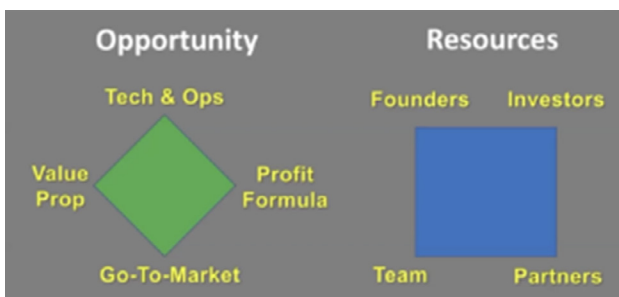 Opportunity
Resources
Tech & Ops
Founders
Investors
Value
Prop
Profit
Formula
Go-To-Market
Team
Partners